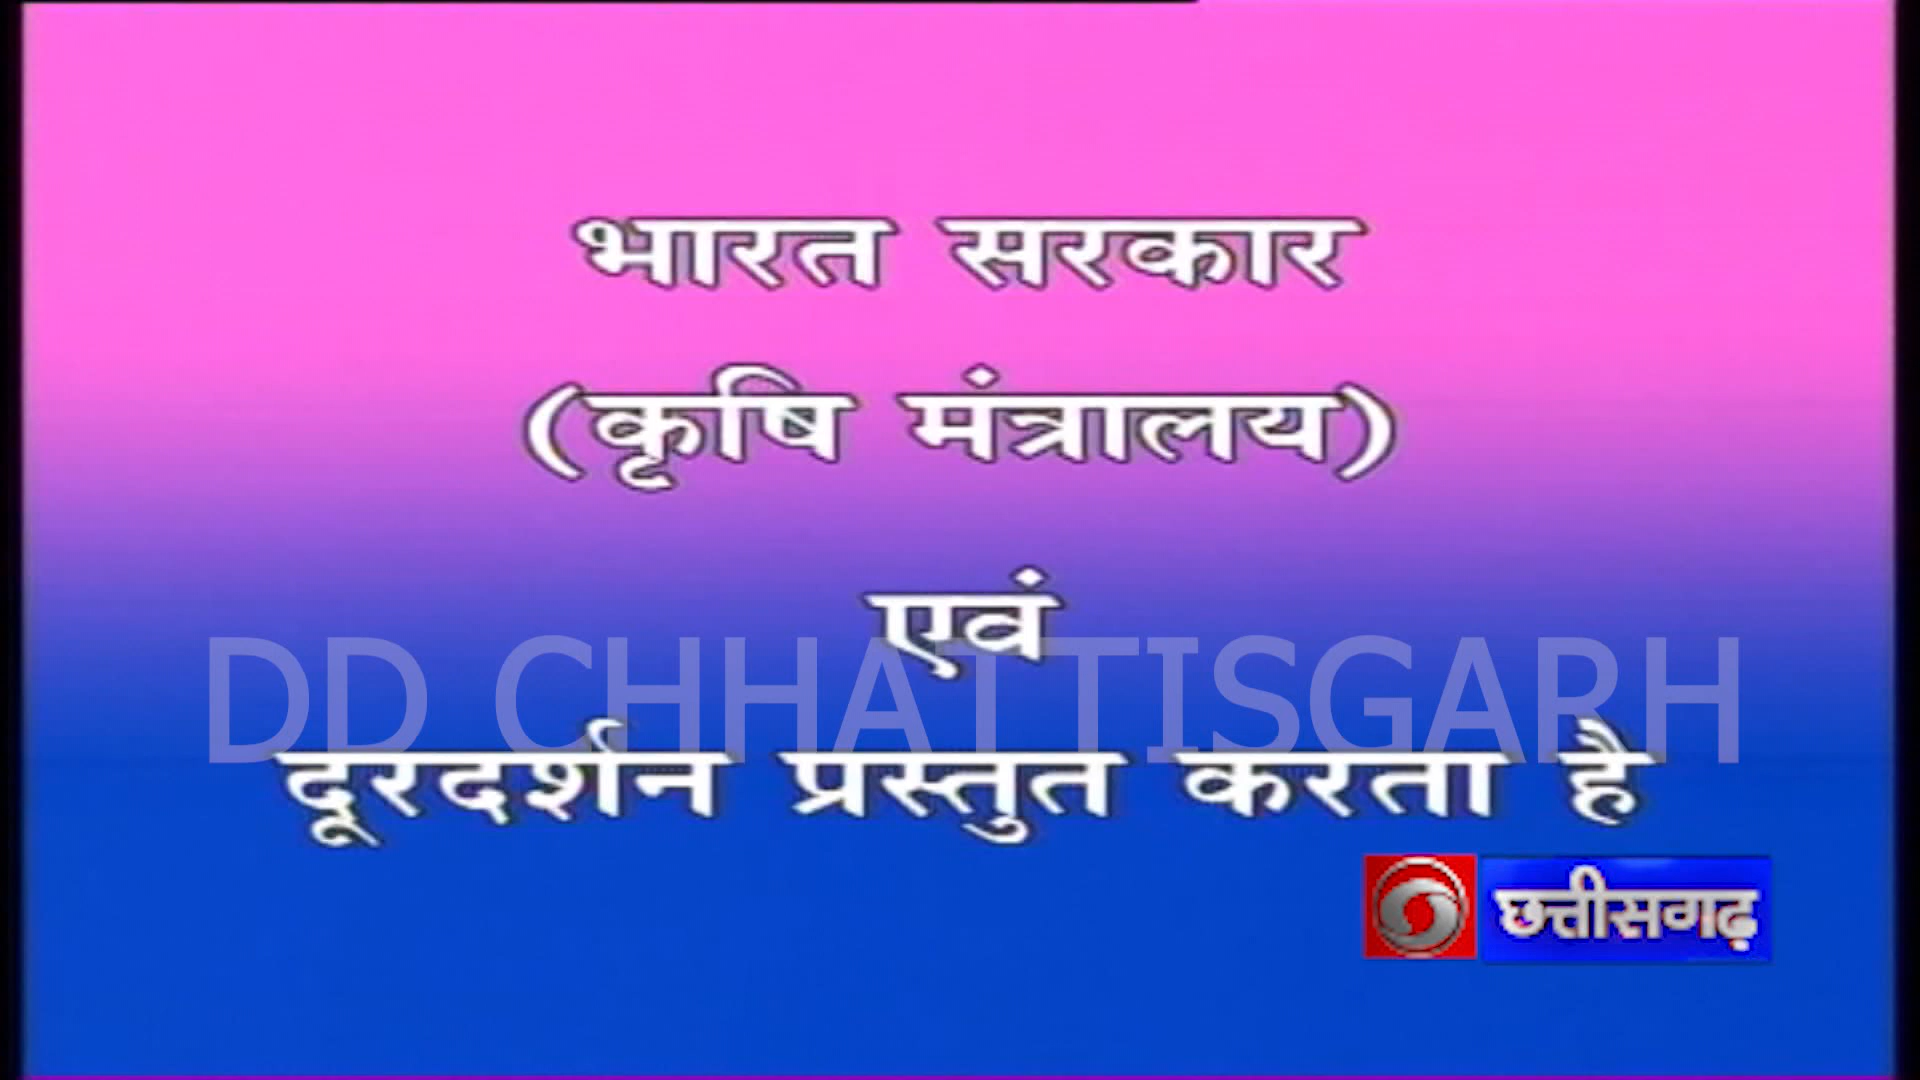 भारत सरकार
(कृषि मंत्रालय)
एवं
DD CHHATTISGARH
दूरदर्शन प्रस्तुत करता है
छत्तीसगढ़